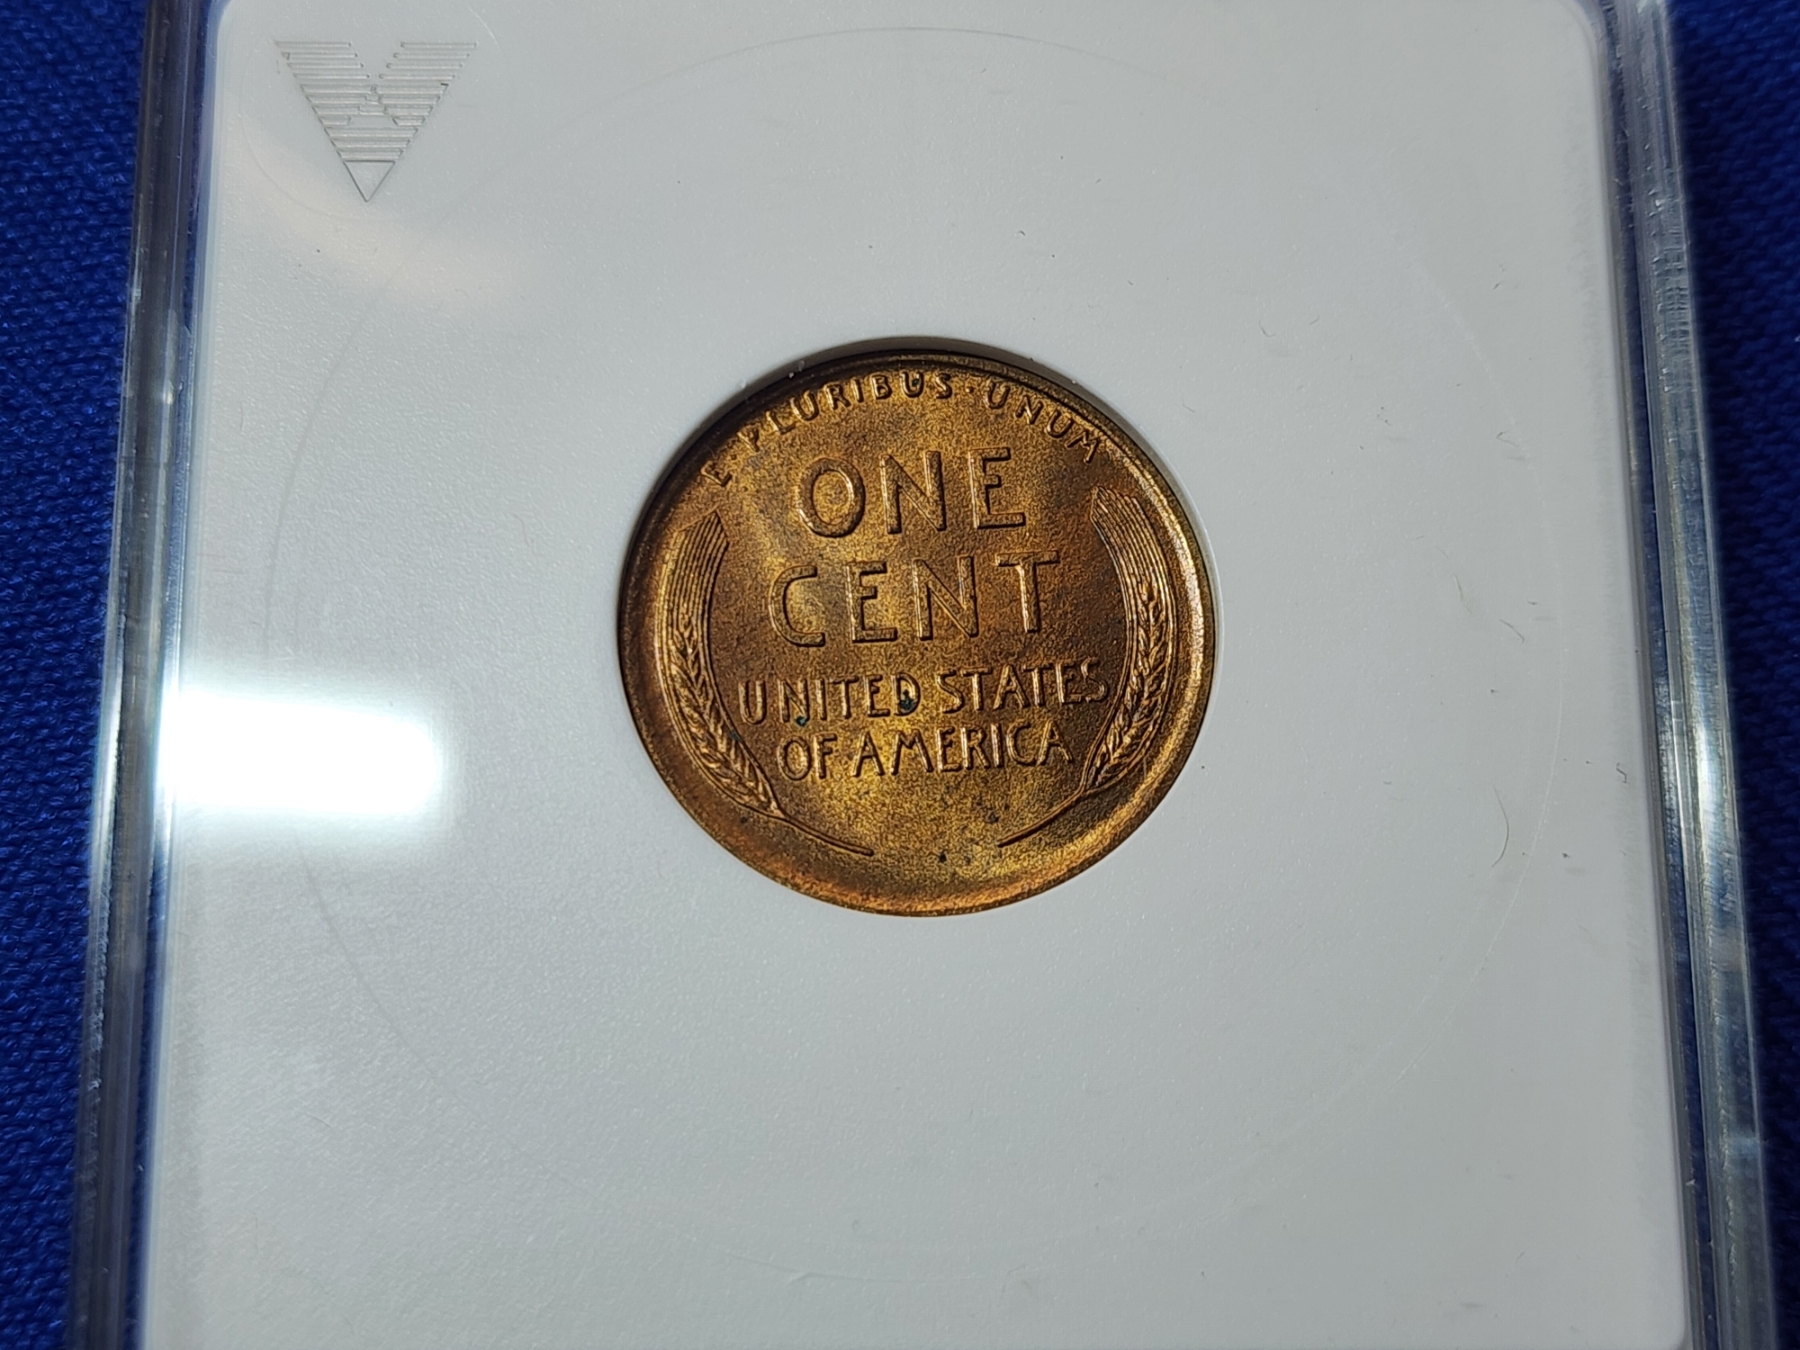 E PLURIBUS · UNUM
ONE
CENT
UNITED STATES
OF AMERICA